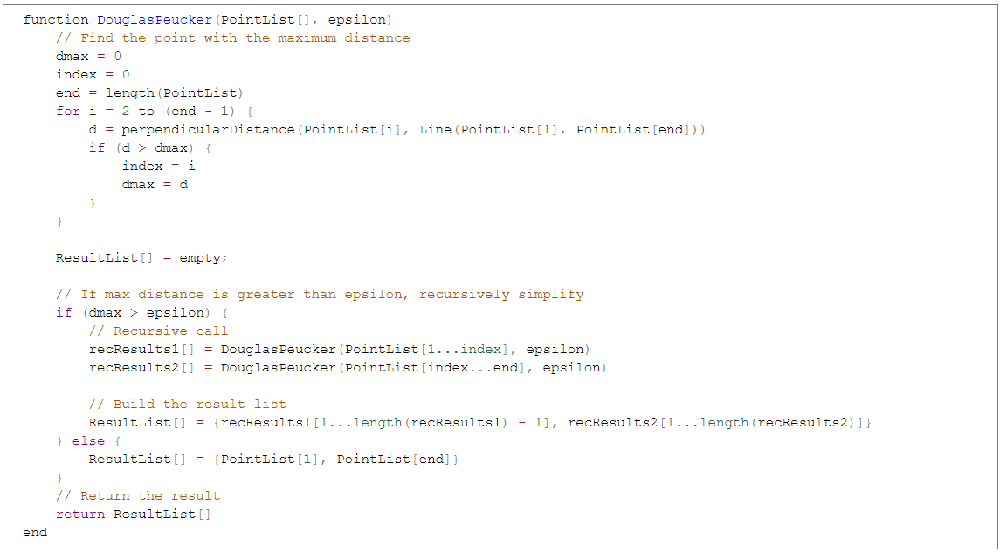 function DouglasPeucker(PointList[], epsilon)
    // Find the point with the maximum distance
    dmax = 0
    index = 0
    end = length(PointList)
    for i = 2 to (end - 1) {
        d = perpendicularDistance(PointList[i], Line(PointList[1], PointList[end]))
        if (d > dmax) {
            index = i
            dmax = d
        }
    }

    ResultList[] = empty;

    // If max distance is greater than epsilon, recursively simplify
    if (dmax > epsilon) {
        // Recursive call
        recResults1[] = DouglasPeucker(PointList[1...index], epsilon)
        recResults2[] = DouglasPeucker(PointList[index...end], epsilon)

        // Build the result list
        ResultList[] = {recResults1[1...length(recResults1) - 1], recResults2[1...length(recResults2)]}
    } else {
        ResultList[] = {PointList[1], PointList[end]}
    }
    // Return the result
    return ResultList[]
end